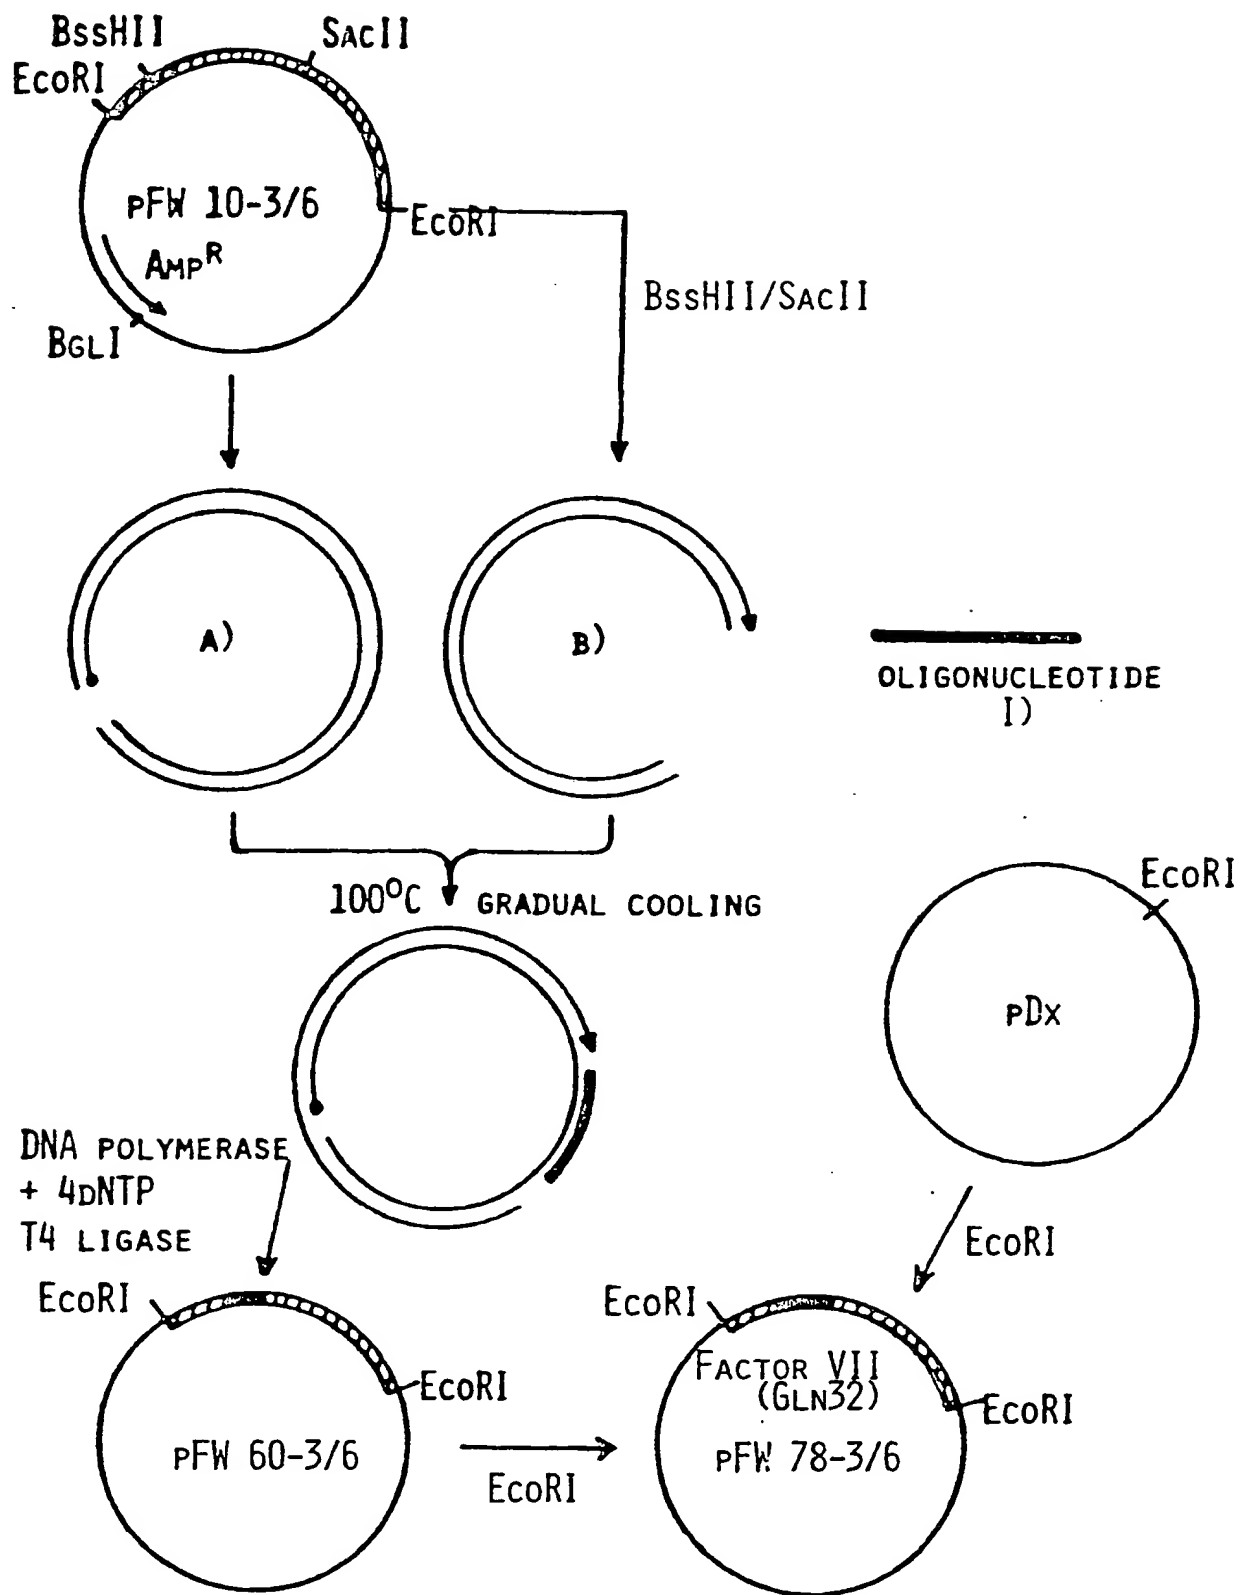 BssHII
SacII
EcoRI
pFW 10-3/6
EcoRI
Amp^R
BssHII/SacII
BglI
A)
B)
OLIGONUCLEOTIDE
I)
EcoRI
100°C GRADUAL COOLING
pDx
DNA POLYMERASE
+ 4dNTP
T4 LIGASE
EcoRI
EcoRI
EcoRI
Factor VII
(Gln32)
EcoRI
EcoRI
pFW 60-3/6
pFW 78-3/6
EcoRI